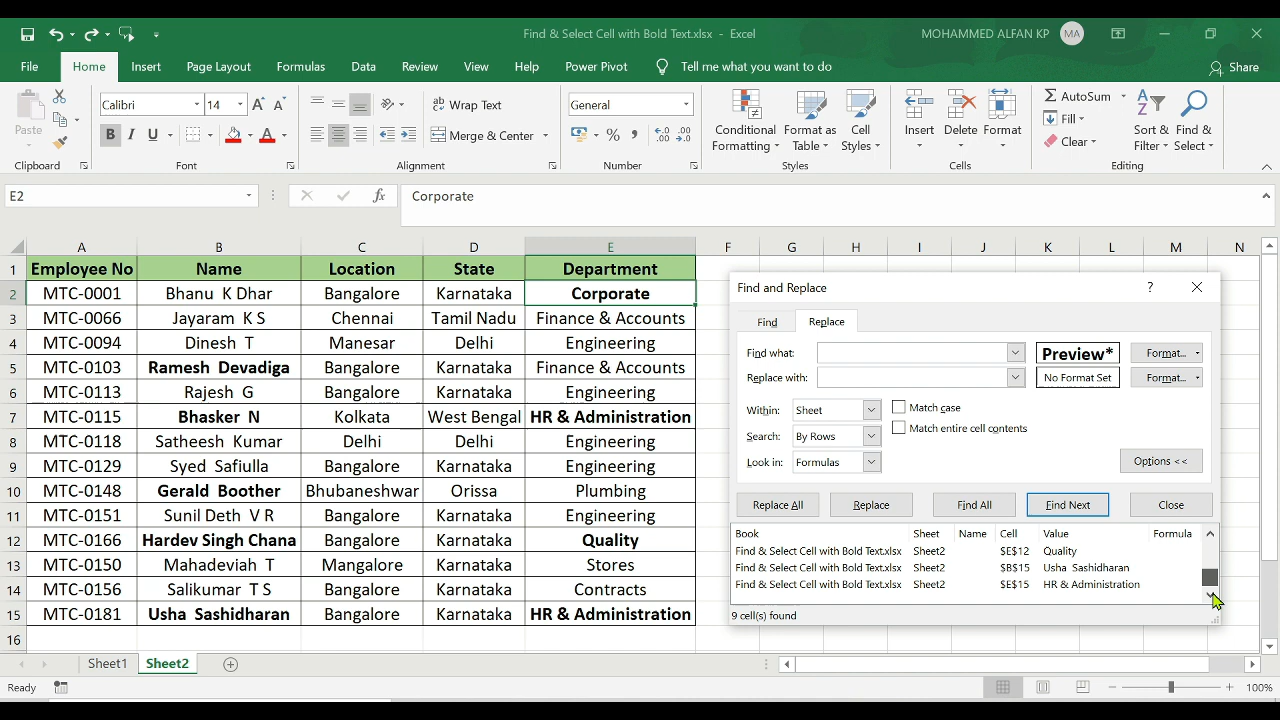 Find & Select Cell with Bold Text.xlsx - Excel
MOHAMMED ALFAN KP MA
File Home Insert Page Layout Formulas Data Review View Help Power Pivot Tell me what you want to do Share
Paste
Calibri 14
B I U A
Wrap Text
Merge & Center
General
%
Conditional Formatting
Format as Table
Cell Styles
Insert Delete Format
AutoSum
Fill
Clear
Sort & Filter
Find & Select
Clipboard Font Alignment Number Styles Cells Editing
E2 fx Corporate
A B C D E F G H I J K L M N
1 Employee No Name Location State Department
2 MTC-0001 Bhanu K Dhar Bangalore Karnataka Corporate
3 MTC-0066 Jayaram K S Chennai Tamil Nadu Finance & Accounts
4 MTC-0094 Dinesh T Manesar Delhi Engineering
5 MTC-0103 Ramesh Devadiga Bangalore Karnataka Finance & Accounts
6 MTC-0113 Rajesh G Bangalore Karnataka Engineering
7 MTC-0115 Bhasker N Kolkata West Bengal HR & Administration
8 MTC-0118 Satheesh Kumar Delhi Delhi Engineering
9 MTC-0129 Syed Safiulla Bangalore Karnataka Engineering
10 MTC-0148 Gerald Boother Bhubaneshwar Orissa Plumbing
11 MTC-0151 Sunil Deth V R Bangalore Karnataka Engineering
12 MTC-0166 Hardev Singh Chana Bangalore Karnataka Quality
13 MTC-0150 Mahadeviah T Mangalore Karnataka Stores
14 MTC-0156 Salikumar T S Bangalore Karnataka Contracts
15 MTC-0181 Usha Sashidharan Bangalore Karnataka HR & Administration
16
Find and Replace ?
Find Replace
Find what: Preview* Format...
Replace with: No Format Set Format...
Within: Sheet Match case
Search: By Rows Match entire cell contents
Look in: Formulas Options <<
Replace All Replace Find All Find Next Close
Book Sheet Name Cell Value Formula
Find & Select Cell with Bold Text.xlsx Sheet2 $E$12 Quality
Find & Select Cell with Bold Text.xlsx Sheet2 $B$15 Usha Sashidharan
Find & Select Cell with Bold Text.xlsx Sheet2 $E$15 HR & Administration
9 cell(s) found
Sheet1 Sheet2
Ready 100%